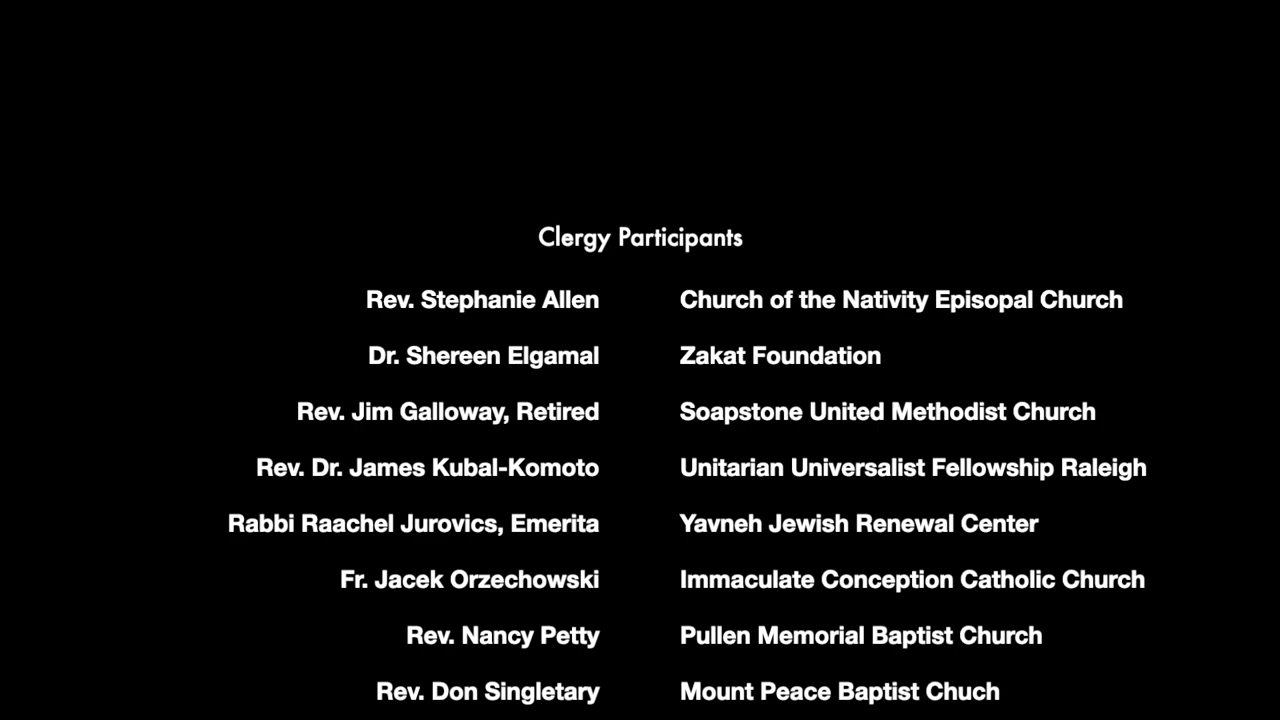 Clergy Participants
Rev. Stephanie Allen Church of the Nativity Episopal Church
Dr. Shereen Elgamal Zakat Foundation
Rev. Jim Galloway, Retired Soapstone United Methodist Church
Rev. Dr. James Kubal-Komoto Unitarian Universalist Fellowship Raleigh
Rabbi Raachel Jurovics, Emerita Yavneh Jewish Renewal Center
Fr. Jacek Orzechowski Immaculate Conception Catholic Church
Rev. Nancy Petty Pullen Memorial Baptist Church
Rev. Don Singletary Mount Peace Baptist Chuch